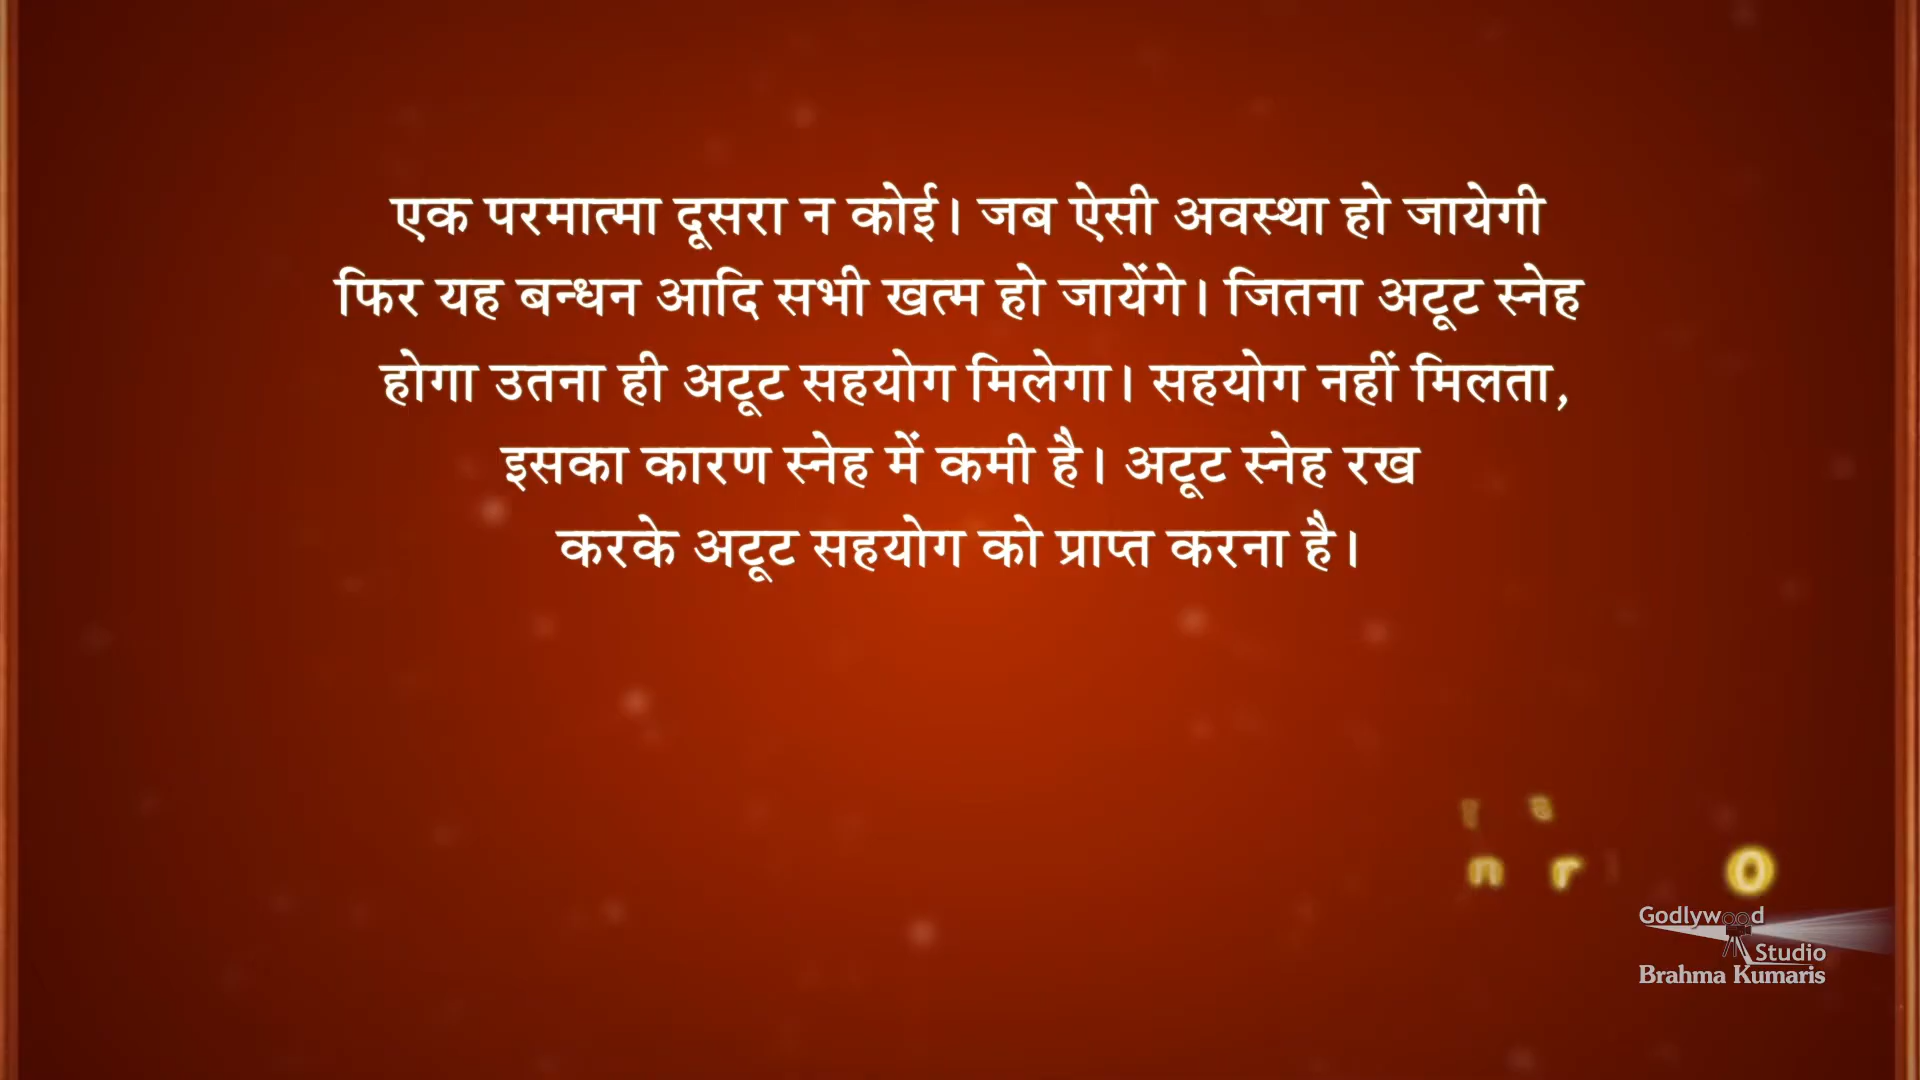 एक परमात्मा दूसरा न कोई। जब ऐसी अवस्था हो जायेगी
फिर यह बन्धन आदि सभी खत्म हो जायेंगे। जितना अटूट स्नेह
होगा उतना ही अटूट सहयोग मिलेगा। सहयोग नहीं मिलता,
इसका कारण स्नेह में कमी है। अटूट स्नेह रख
करके अटूट सहयोग को प्राप्त करना है।
n r o
Godlywood
Studio
Brahma Kumaris